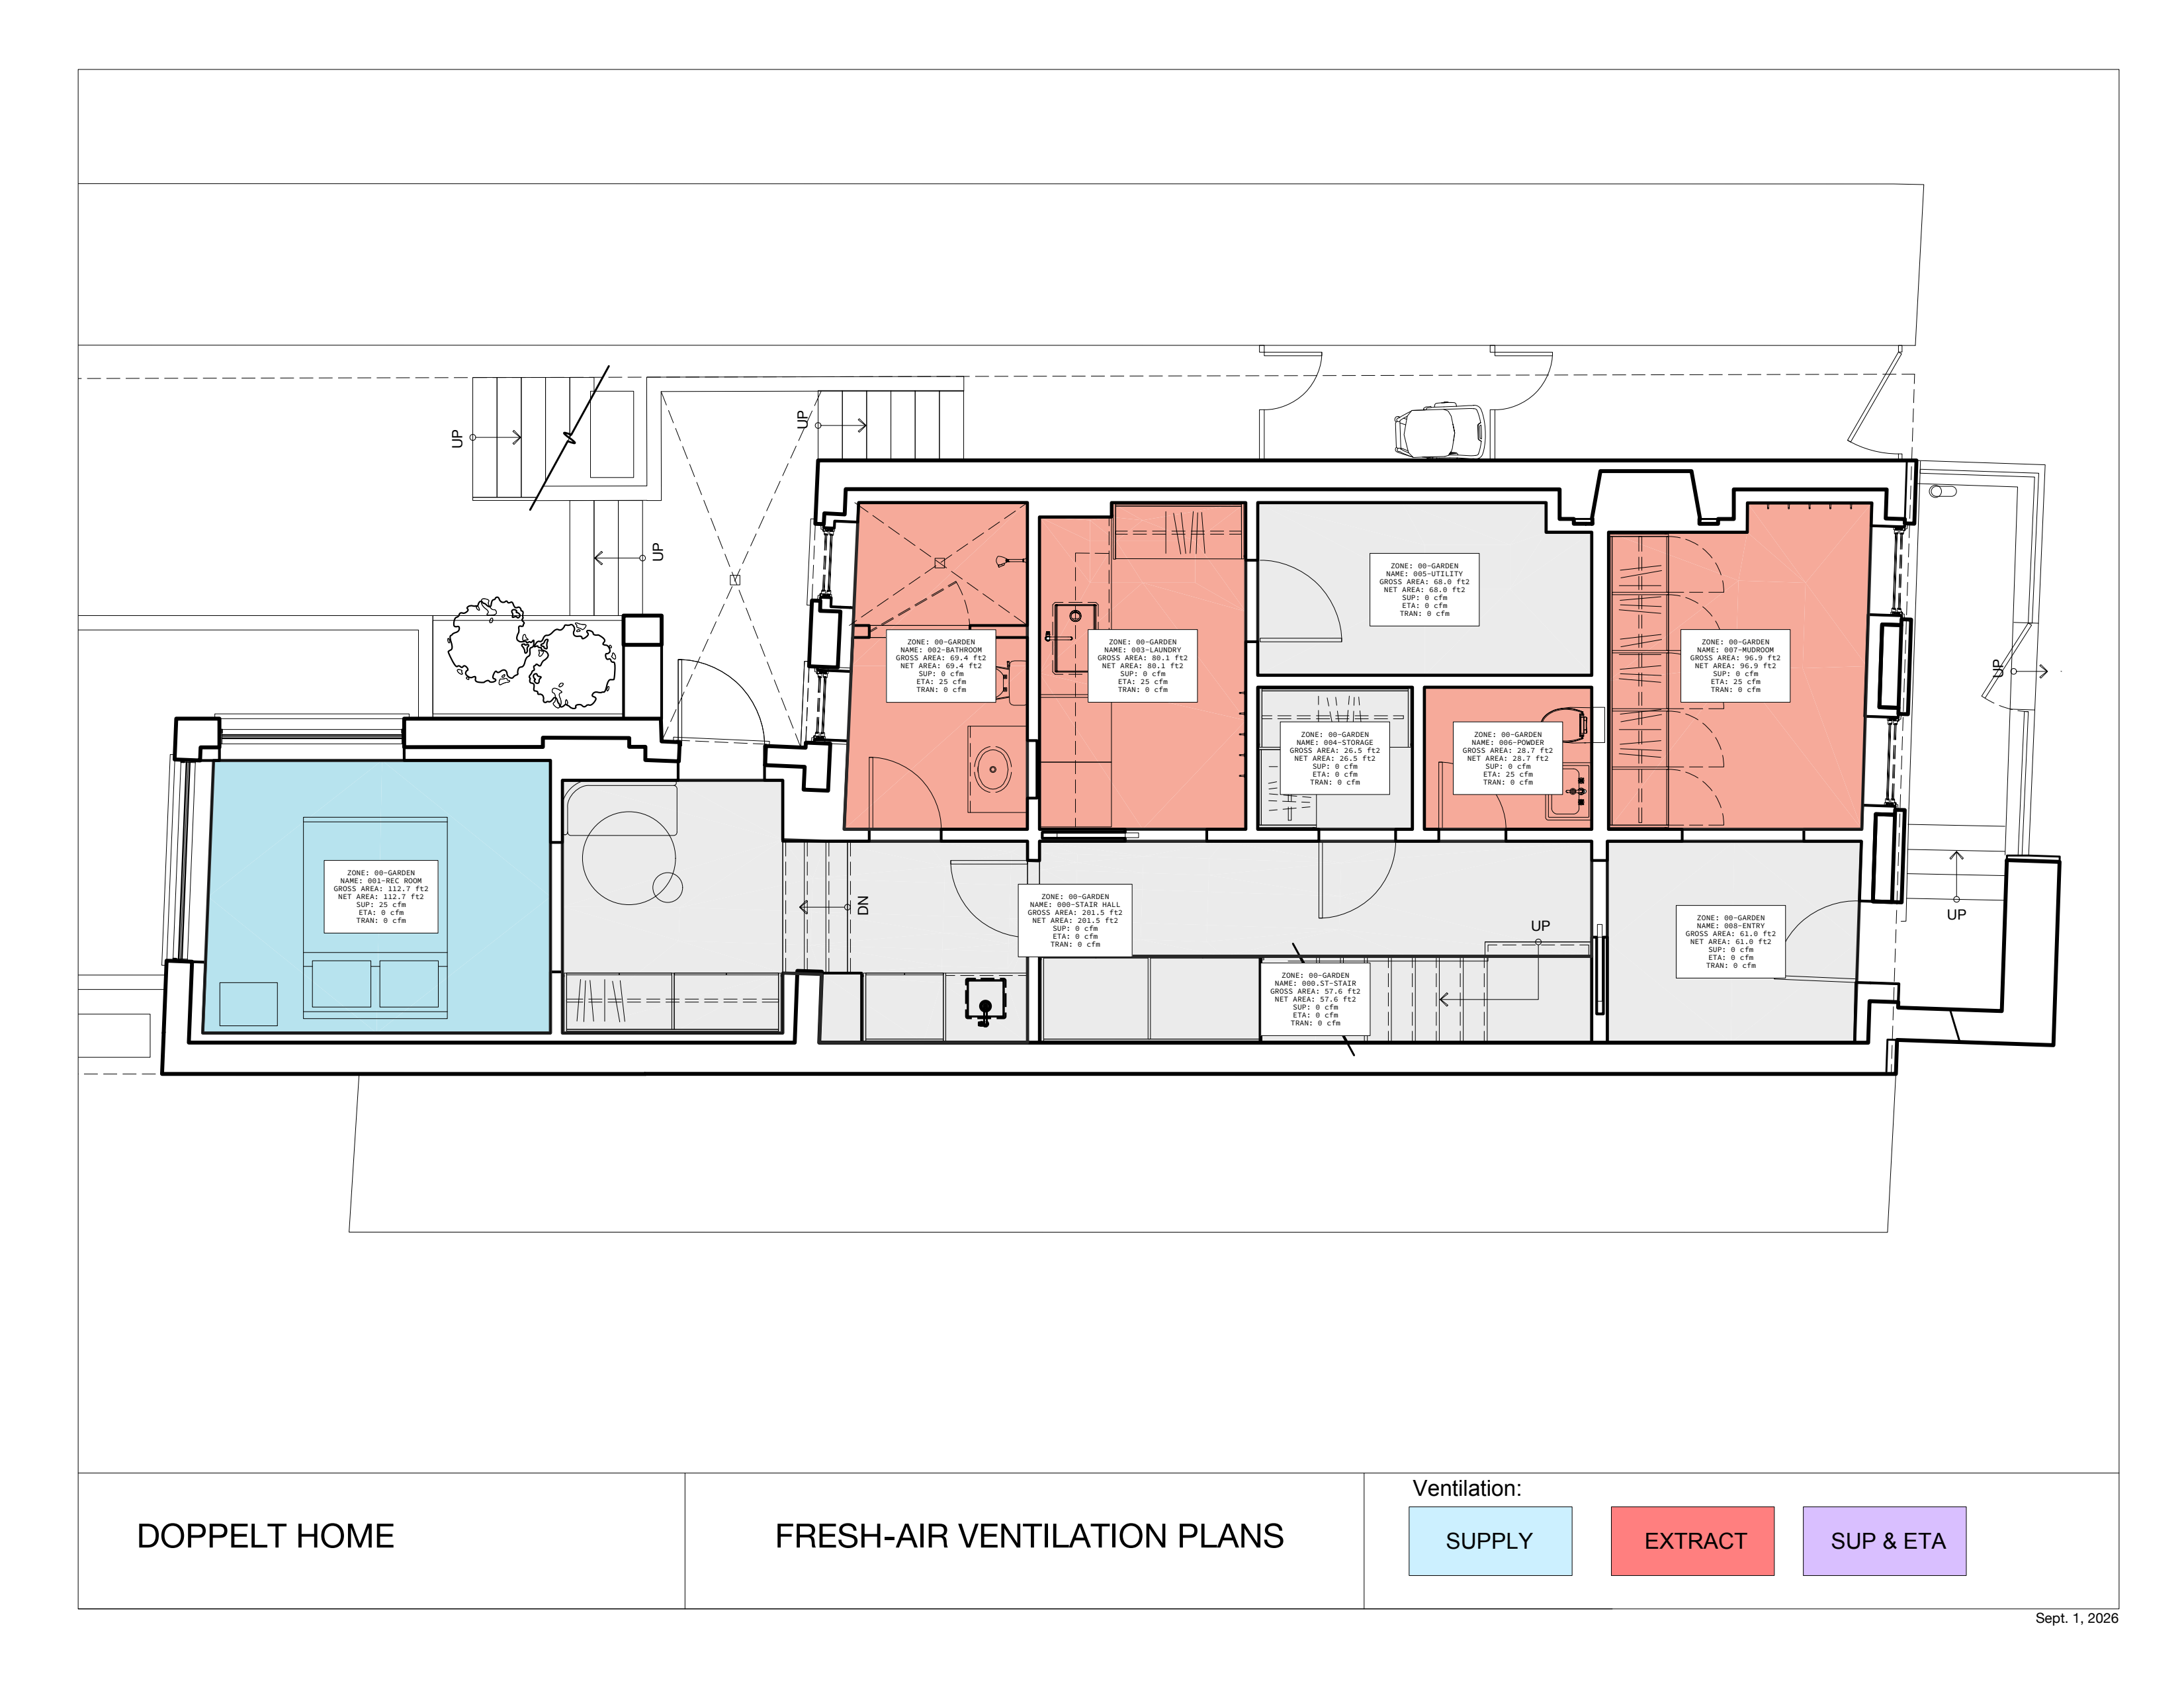 UP
UP
UP
ZONE: 00-GARDEN
NAME: 005-UTILITY
GROSS AREA: 68.0 ft2
NET AREA: 68.0 ft2
SUP: 0 cfm
ETA: 0 cfm
TRAN: 0 cfm
ZONE: 00-GARDEN
NAME: 002-BATHROOM
GROSS AREA: 69.4 ft2
NET AREA: 69.4 ft2
SUP: 0 cfm
ETA: 25 cfm
TRAN: 0 cfm
ZONE: 00-GARDEN
NAME: 003-LAUNDRY
GROSS AREA: 80.1 ft2
NET AREA: 80.1 ft2
SUP: 0 cfm
ETA: 25 cfm
TRAN: 0 cfm
ZONE: 00-GARDEN
NAME: 007-MUDROOM
GROSS AREA: 96.9 ft2
NET AREA: 96.9 ft2
SUP: 0 cfm
ETA: 25 cfm
TRAN: 0 cfm
UP
ZONE: 00-GARDEN
NAME: 004-STORAGE
GROSS AREA: 26.5 ft2
NET AREA: 26.5 ft2
SUP: 0 cfm
ETA: 0 cfm
TRAN: 0 cfm
ZONE: 00-GARDEN
NAME: 006-POWDER
GROSS AREA: 28.7 ft2
NET AREA: 28.7 ft2
SUP: 0 cfm
ETA: 25 cfm
TRAN: 0 cfm
ZONE: 00-GARDEN
NAME: 001-REC ROOM
GROSS AREA: 112.7 ft2
NET AREA: 112.7 ft2
SUP: 25 cfm
ETA: 0 cfm
TRAN: 0 cfm
DN
ZONE: 00-GARDEN
NAME: 000-STAIR HALL
GROSS AREA: 201.5 ft2
NET AREA: 201.5 ft2
SUP: 0 cfm
ETA: 0 cfm
TRAN: 0 cfm
UP
ZONE: 00-GARDEN
NAME: 008-ENTRY
GROSS AREA: 61.0 ft2
NET AREA: 61.0 ft2
SUP: 0 cfm
ETA: 0 cfm
TRAN: 0 cfm
UP
ZONE: 00-GARDEN
NAME: 000.ST-STAIR
GROSS AREA: 57.6 ft2
NET AREA: 57.6 ft2
SUP: 0 cfm
ETA: 0 cfm
TRAN: 0 cfm
DOPPELT HOME
FRESH-AIR VENTILATION PLANS
Ventilation:
SUPPLY
EXTRACT
SUP & ETA
Sept. 1, 2026